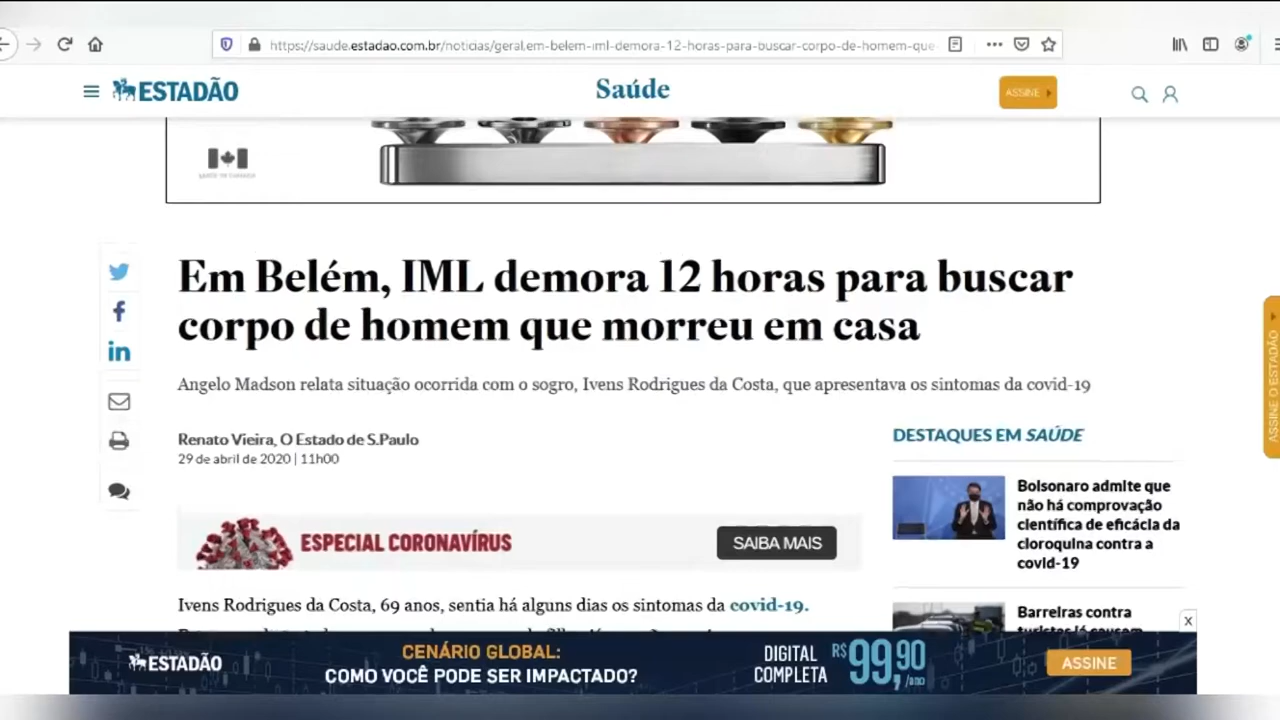 https://saude.estadao.com.br/noticias/geral,em-belem-iml-demora-12-horas-para-buscar-corpo-de-homem-que-
ESTADÃO
Saúde
ASSINE
Em Belém, IML demora 12 horas para buscar
corpo de homem que morreu em casa
Angelo Madson relata situação ocorrida com o sogro, Ivens Rodrigues da Costa, que apresentava os sintomas da covid-19
Renato Vieira, O Estado de S.Paulo
29 de abril de 2020 | 11h00
ESPECIAL CORONAVÍRUS
SAIBA MAIS
Ivens Rodrigues da Costa, 69 anos, sentia há alguns dias os sintomas da covid-19.
DESTAQUES EM SAÚDE
Bolsonaro admite que
não há comprovação
científica de eficácia da
cloroquina contra a
covid-19
Barreiras contra
ASSINE O ESTADÃO
x
ESTADÃO
CENÁRIO GLOBAL:
COMO VOCÊ PODE SER IMPACTADO?
DIGITAL
COMPLETA
R$99,90
/ano
ASSINE